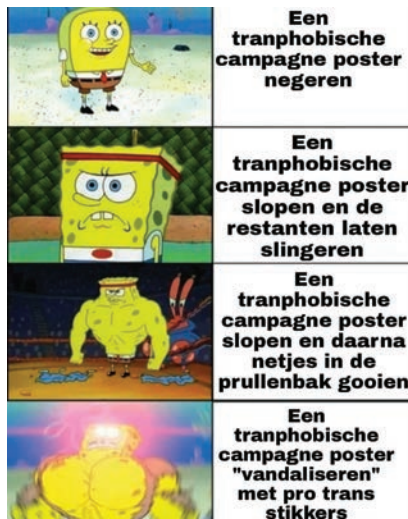 Een
tranphobische
campagne poster
negeren
Een
tranphobische
campagne poster
slopen en de
restanten laten
slingeren
Een
tranphobische
campagne poster
slopen en daarna
netjes in de
prullenbak gooien
Een
tranphobische
campagne poster
"vandaliseren"
met pro trans
stikkers